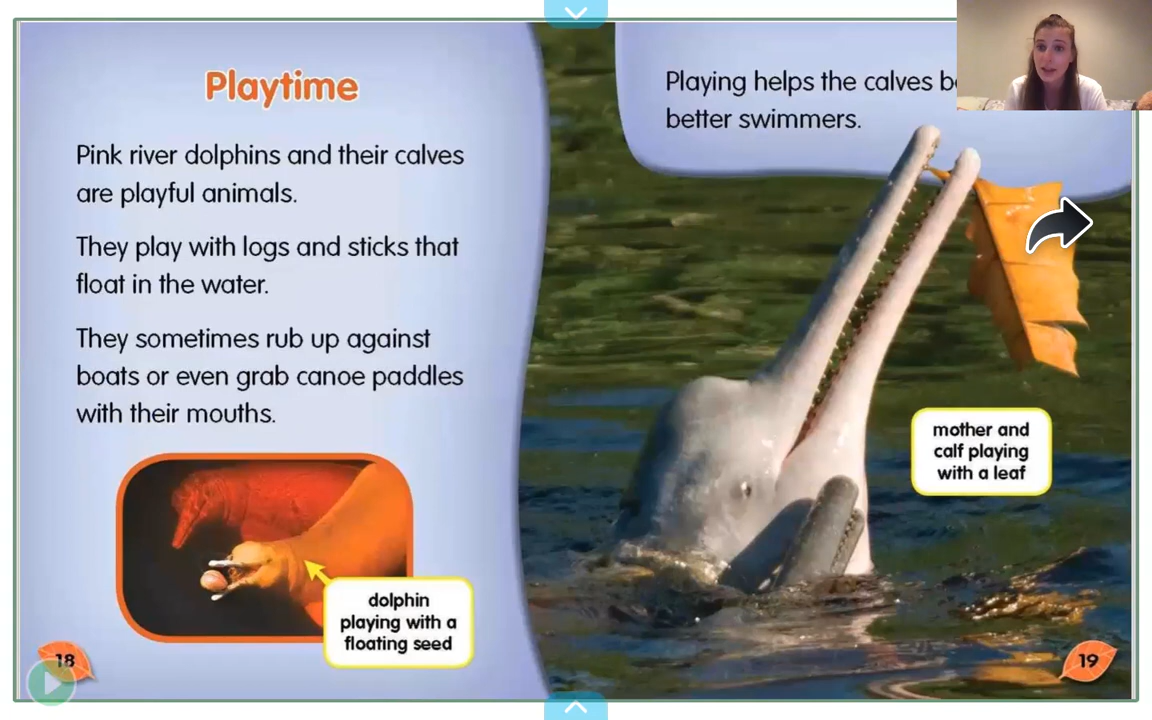 Playtime
Pink river dolphins and their calves
are playful animals.
They play with logs and sticks that
float in the water.
They sometimes rub up against
boats or even grab canoe paddles
with their mouths.
dolphin
playing with a
floating seed
18
Playing helps the calves
better swimmers.
mother and
calf playing
with a leaf
19